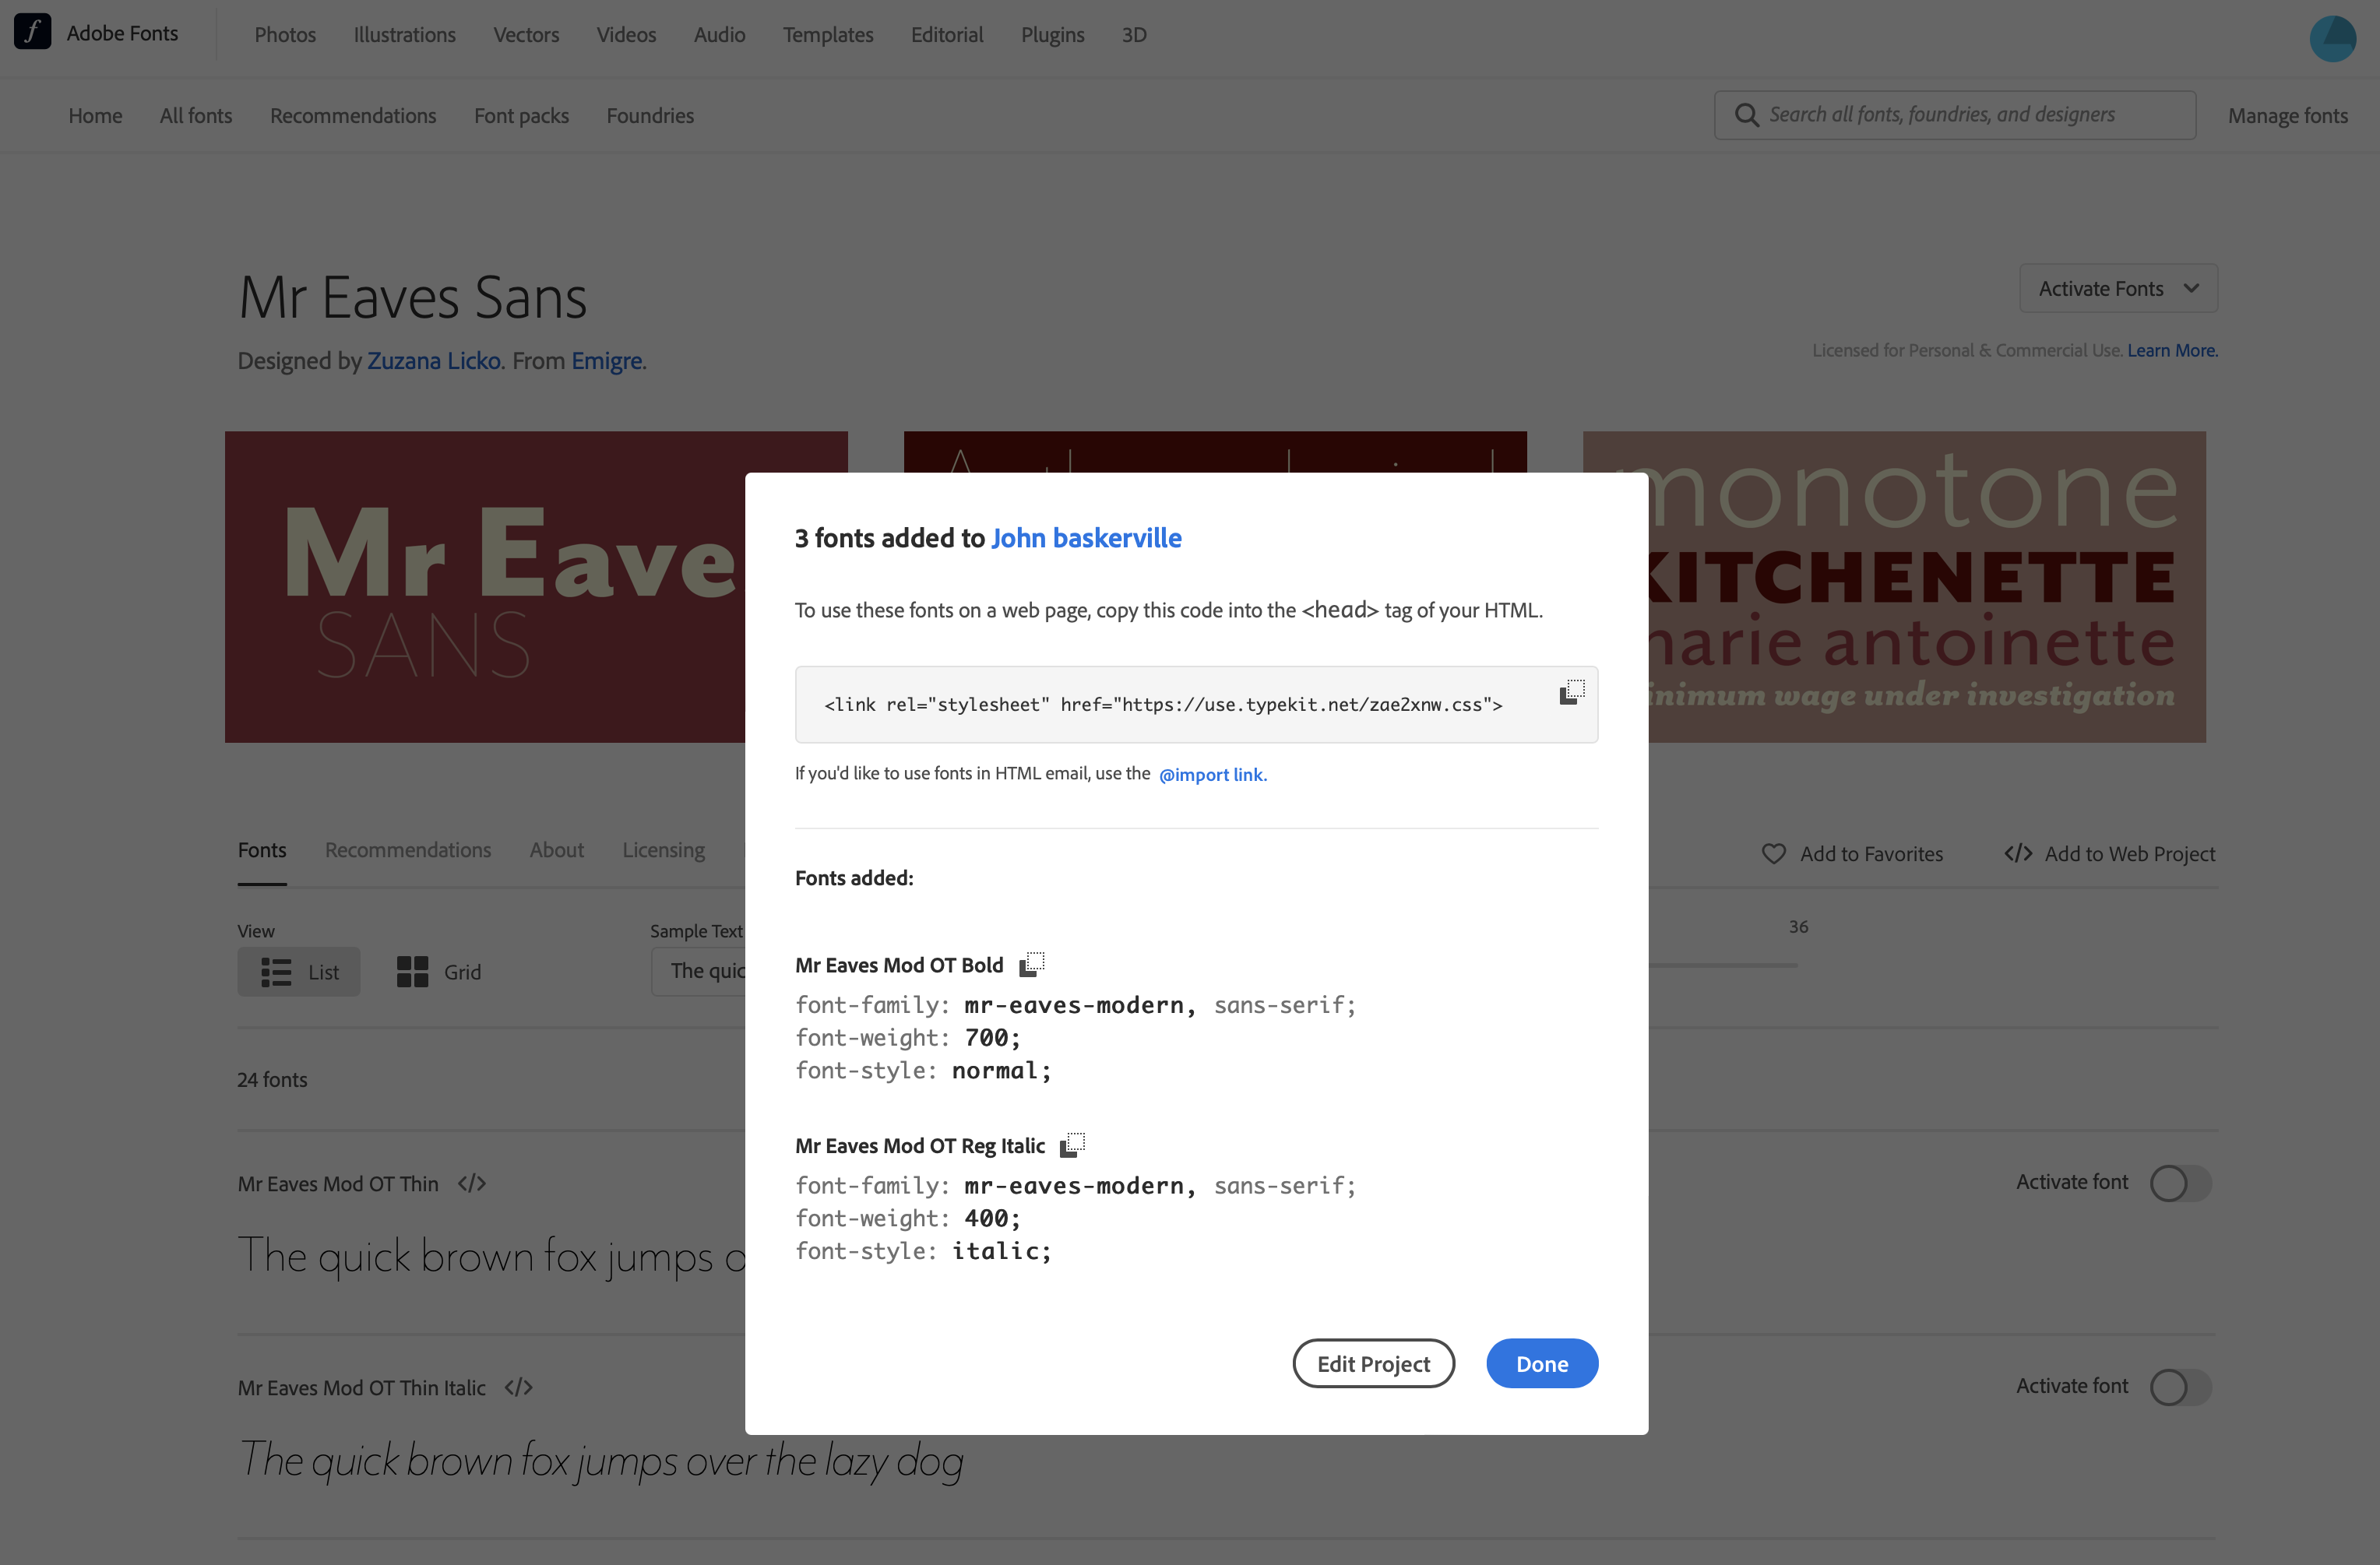 Adobe Fonts
Photos Illustrations Vectors Videos Audio Templates Editorial Plugins 3D
Home All fonts Recommendations Font packs Foundries
Search all fonts, foundries, and designers
Manage fonts
Mr Eaves Sans
Activate Fonts
Designed by Zuzana Licko. From Emigre.
Licensed for Personal & Commercial Use. Learn More.
Mr Eave
SANS
monotone
KITCHENETTE
marie antoinette
inimum wage under investigation
3 fonts added to John baskerville
To use these fonts on a web page, copy this code into the <head> tag of your HTML.
<link rel="stylesheet" href="https://use.typekit.net/zae2xnw.css">
If you'd like to use fonts in HTML email, use the @import link.
Fonts added:
Mr Eaves Mod OT Bold
font-family: mr-eaves-modern, sans-serif;
font-weight: 700;
font-style: normal;
Mr Eaves Mod OT Reg Italic
font-family: mr-eaves-modern, sans-serif;
font-weight: 400;
font-style: italic;
Edit Project Done
Fonts Recommendations About Licensing
Add to Favorites </> Add to Web Project
View
List Grid
Sample Text
The quic
36
24 fonts
Mr Eaves Mod OT Thin </>
Activate font
The quick brown fox jumps o
Mr Eaves Mod OT Thin Italic </>
Activate font
The quick brown fox jumps over the lazy dog